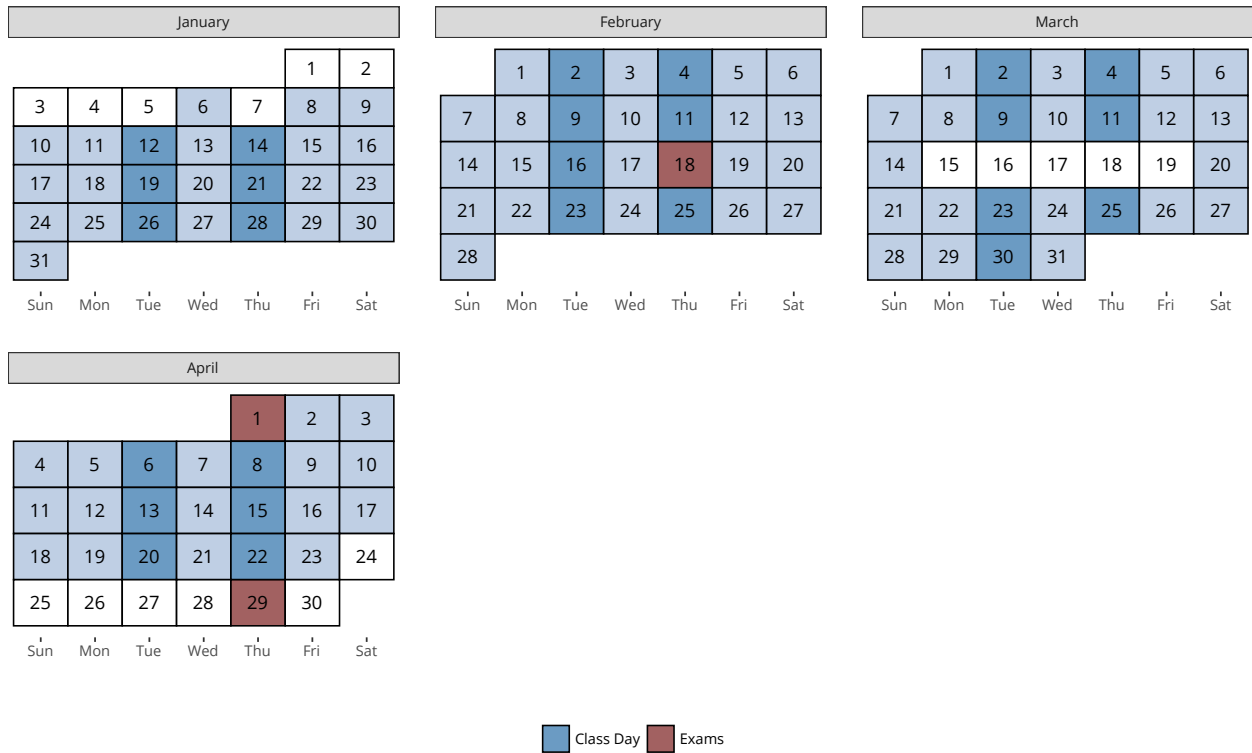 January
1 2
3 4 5 6 7 8 9
10 11 12 13 14 15 16
17 18 19 20 21 22 23
24 25 26 27 28 29 30
31
Sun Mon Tue Wed Thu Fri Sat
February
1 2 3 4 5 6
7 8 9 10 11 12 13
14 15 16 17 18 19 20
21 22 23 24 25 26 27
28
Sun Mon Tue Wed Thu Fri Sat
March
1 2 3 4 5 6
7 8 9 10 11 12 13
14 15 16 17 18 19 20
21 22 23 24 25 26 27
28 29 30 31
Sun Mon Tue Wed Thu Fri Sat
April
1 2 3
4 5 6 7 8 9 10
11 12 13 14 15 16 17
18 19 20 21 22 23 24
25 26 27 28 29 30
Sun Mon Tue Wed Thu Fri Sat
Class Day Exams